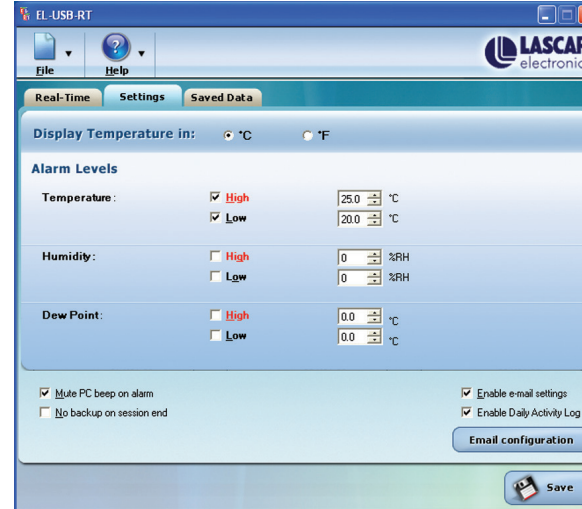 EL-USB-RT
File
Help
LASCAR
electronic
Real-Time Settings Saved Data
Display Temperature in: °C °F
Alarm Levels
Temperature: High 25.0 °C
Low 20.0 °C
Humidity: High 0 %RH
Low 0 %RH
Dew Point: High 0.0 °C
Low 0.0 °C
Mute PC beep on alarm Enable e-mail settings
No backup on session end Enable Daily Activity Log
Email configuration
Save